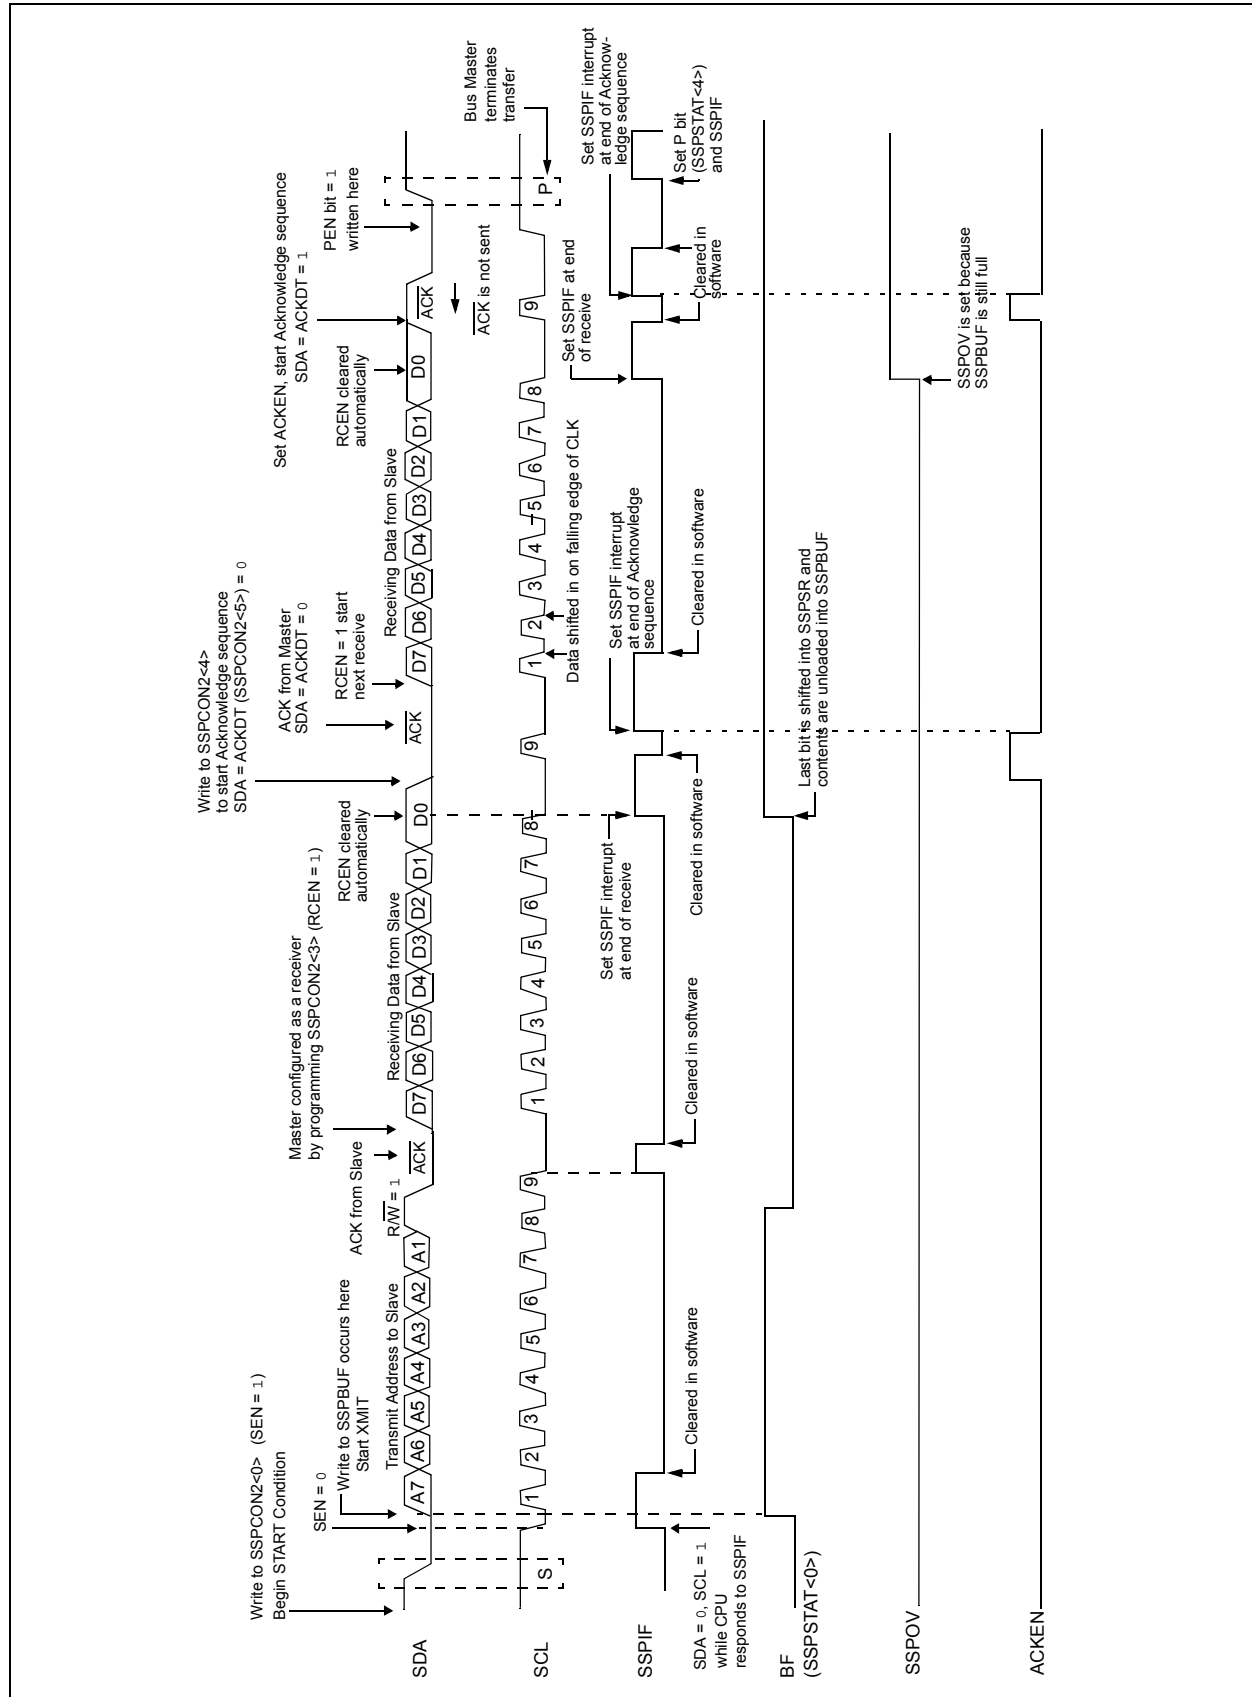 Write to SSPCON2<0> (SEN = 1)
Begin START Condition
SEN = 0
Write to SSPBUF occurs here
Start XMIT
ACK from Slave
Master configured as a receiver
by programming SSPCON2<3> (RCEN = 1)
RCEN cleared
automatically
Write to SSPCON2<4>
to start Acknowledge sequence
SDA = ACKDT (SSPCON2<5>) = 0
ACK from Master
SDA = ACKDT = 0
RCEN = 1 start
next receive
RCEN cleared
automatically
Set ACKEN, start Acknowledge sequence
SDA = ACKDT = 1
PEN bit = 1
written here
Transmit Address to Slave
R/W = 1
Receiving Data from Slave
Receiving Data from Slave
SDA
A7 A6 A5 A4 A3 A2 A1
ACK
D7 D6 D5 D4 D3 D2 D1 D0
ACK
D7 D6 D5 D4 D3 D2 D1 D0
ACK
ACK is not sent
Bus Master
terminates
transfer
SCL
S
1 2 3 4 5 6 7 8 9
1 2 3 4 5 6 7 8 9
1 2 3 4 5 6 7 8 9
P
Data shifted in on falling edge of CLK
SSPIF
SDA = 0, SCL = 1
while CPU
responds to SSPIF
Cleared in software
Cleared in software
Set SSPIF interrupt
at end of receive
Cleared in software
Set SSPIF interrupt
at end of Acknowledge
sequence
Cleared in software
Set SSPIF at end
of receive
Cleared in
software
Set SSPIF interrupt
at end of Acknow-
ledge sequence
Set P bit
(SSPSTAT<4>)
and SSPIF
BF
(SSPSTAT<0>)
Last bit is shifted into SSPSR and
contents are unloaded into SSPBUF
SSPOV
SSPOV is set because
SSPBUF is still full
ACKEN